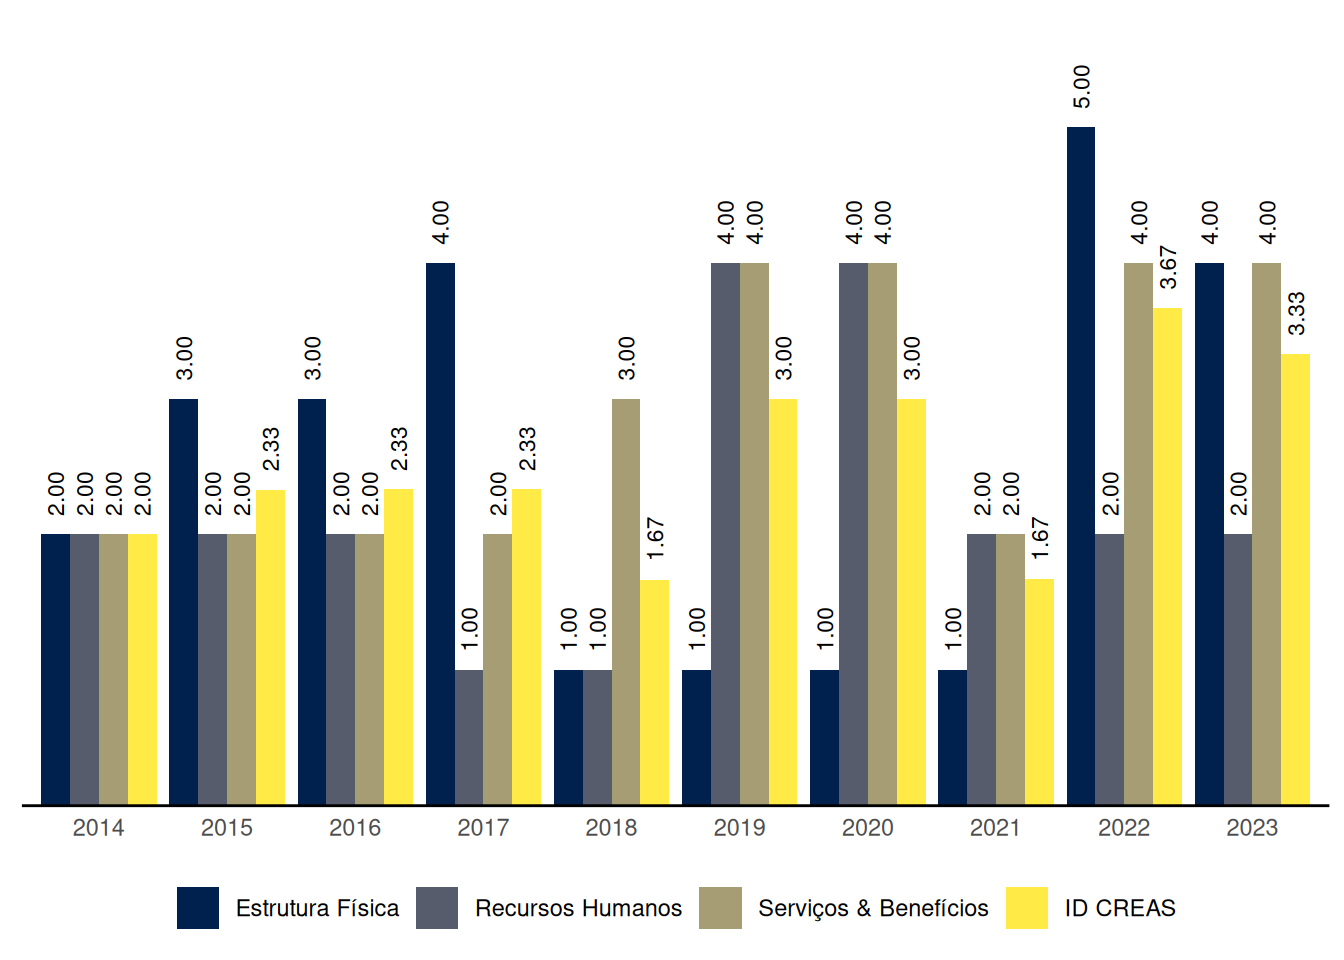 5.00
4.00 4.00 4.00 4.00 4.00 4.00 4.00 4.00
3.67
3.33
3.00 3.00 3.00 3.00 3.00
2.33 2.33 2.33
2.00 2.00 2.00 2.00 2.00 2.00 2.00 2.00 2.00 2.00 2.00 2.00 2.00
1.67 1.67
1.00 1.00 1.00 1.00 1.00 1.00
2014 2015 2016 2017 2018 2019 2020 2021 2022 2023
Estrutura Física Recursos Humanos Serviços & Benefícios ID CREAS